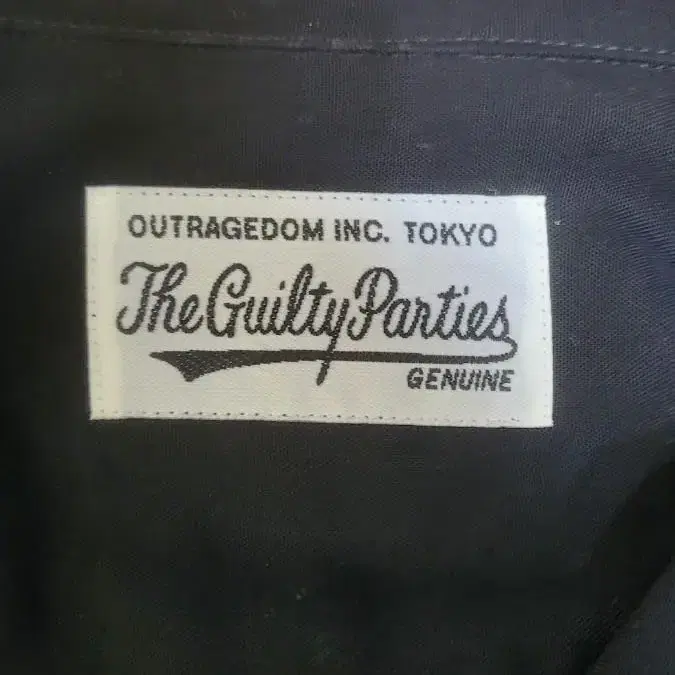 OUTRAGEDOM INC. TOKYO
The Guilty Parties
GENUINE